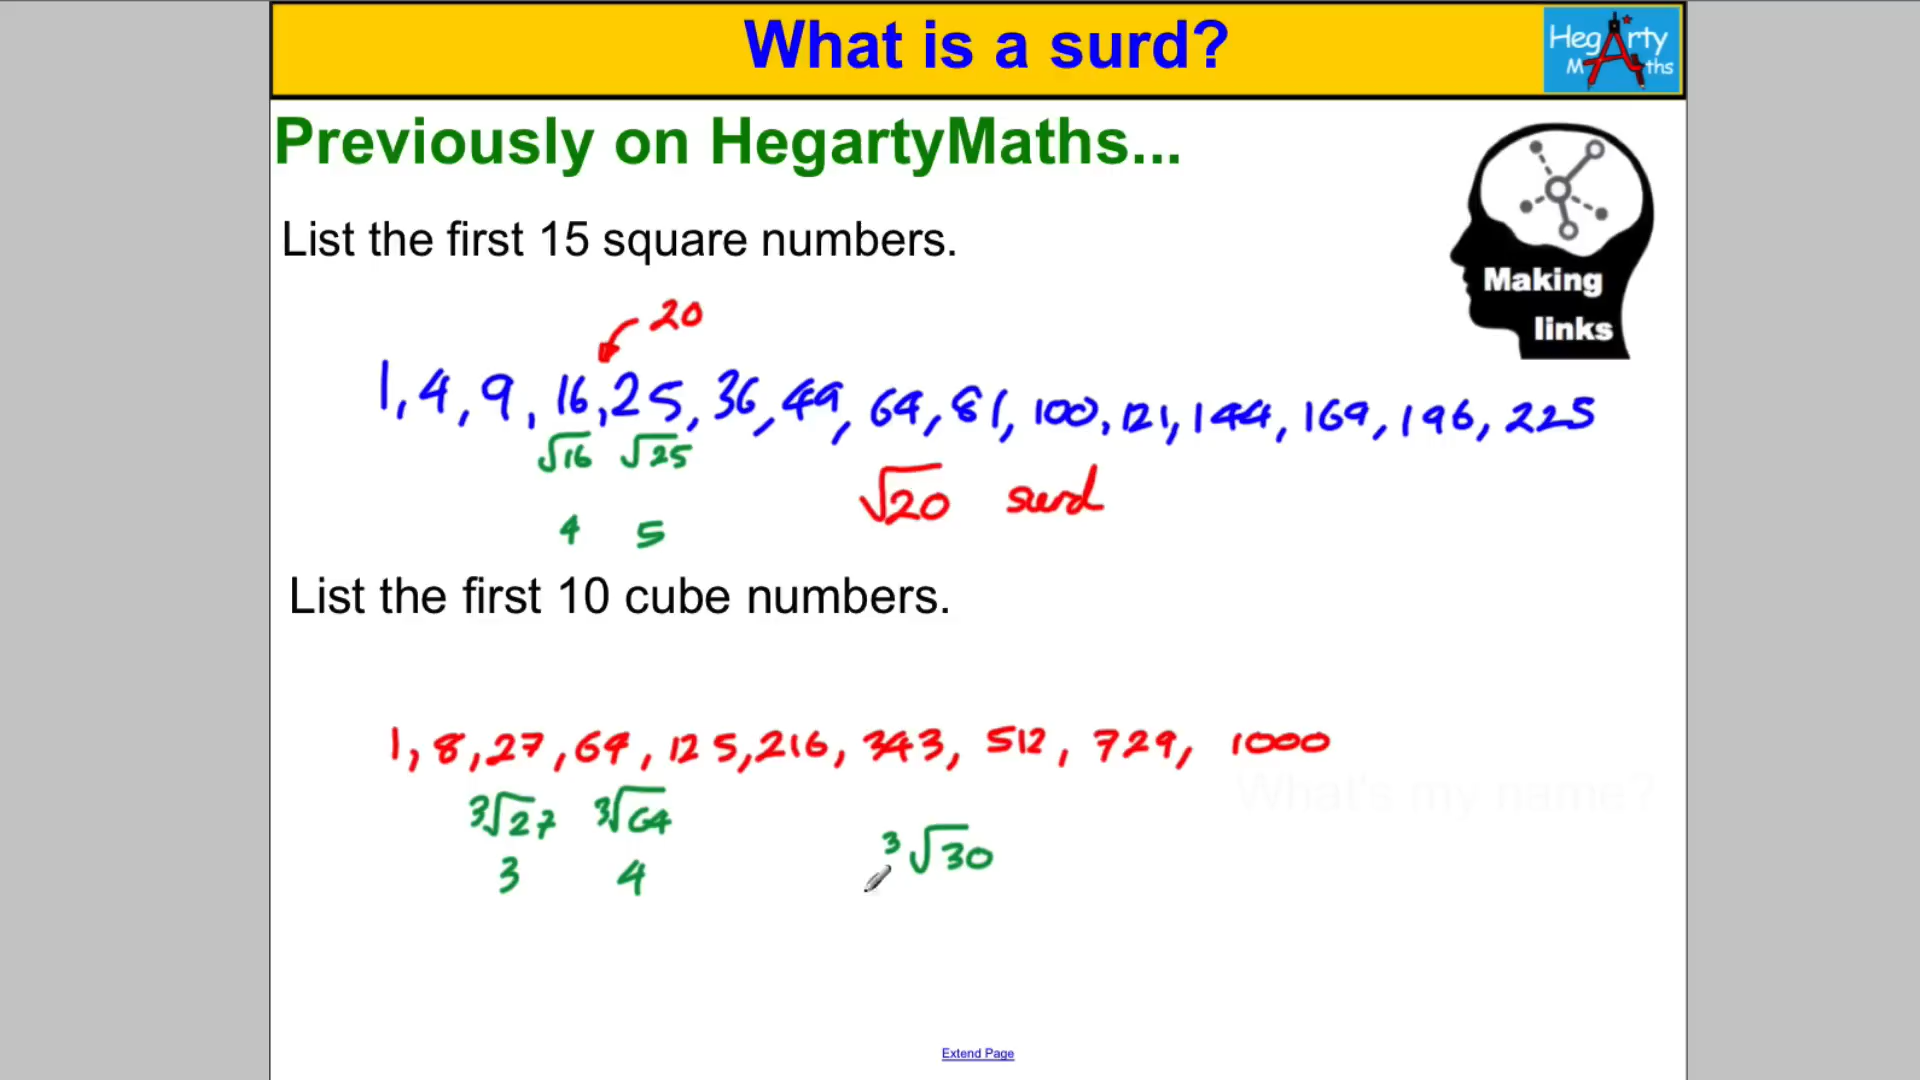 What is a surd?
Hegarty
Maths
Previously on HegartyMaths...
List the first 15 square numbers.
Making
links
20
1, 4, 9, 16, 25, 36, 49, 64, 81, 100, 121, 144, 169, 196, 225
√16 √25
√20 surd
4 5
List the first 10 cube numbers.
1, 8, 27, 64, 125, 216, 343, 512, 729, 1000
What's my name?
³√27 ³√64
³√30
3 4
Extend Page